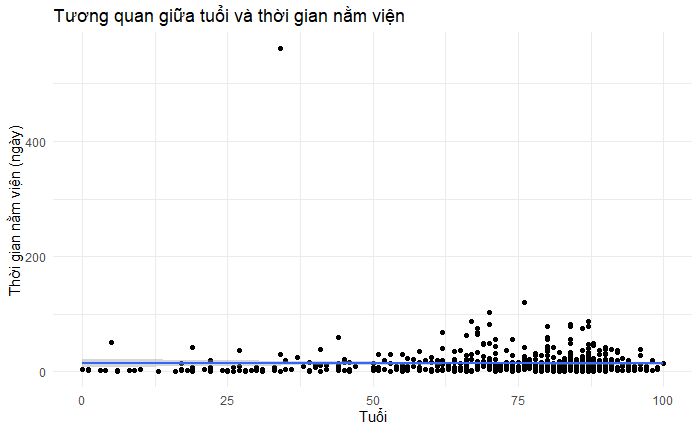 Tương quan giữa tuổi và thời gian nằm viện
Thời gian nằm viện (ngày)
400
200
0
0 25 50 75 100
Tuổi